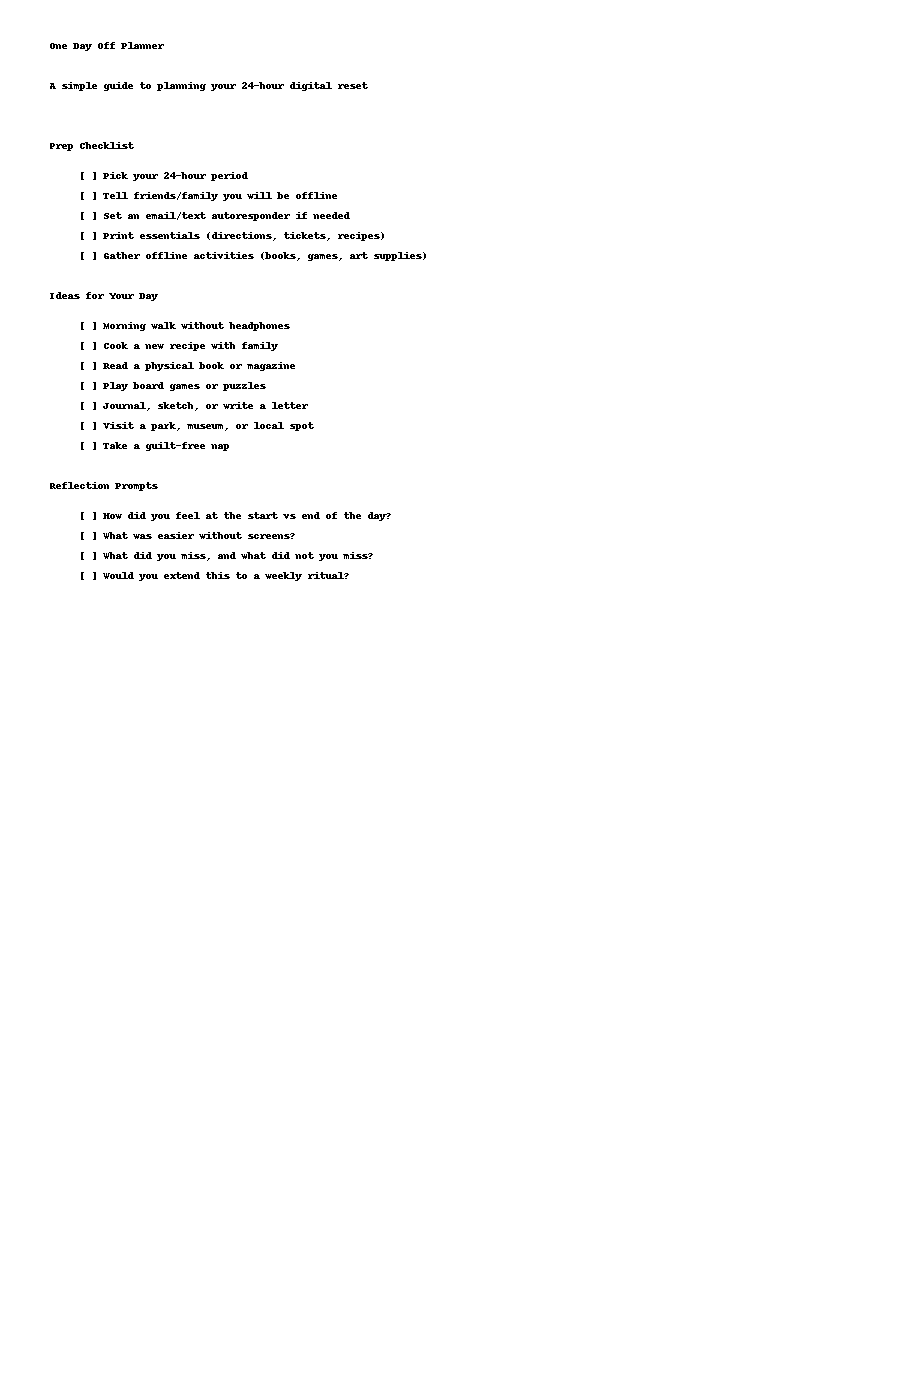 One Day Off Planner
A simple guide to planning your 24-hour digital reset
Prep Checklist
[ ] Pick your 24-hour period
[ ] Tell friends/family you will be offline
[ ] Set an email/text autoresponder if needed
[ ] Print essentials (directions, tickets, recipes)
[ ] Gather offline activities (books, games, art supplies)
Ideas for Your Day
[ ] Morning walk without headphones
[ ] Cook a new recipe with family
[ ] Read a physical book or magazine
[ ] Play board games or puzzles
[ ] Journal, sketch, or write a letter
[ ] Visit a park, museum, or local spot
[ ] Take a guilt-free nap
Reflection Prompts
[ ] How did you feel at the start vs end of the day?
[ ] What was easier without screens?
[ ] What did you miss, and what did not you miss?
[ ] Would you extend this to a weekly ritual?